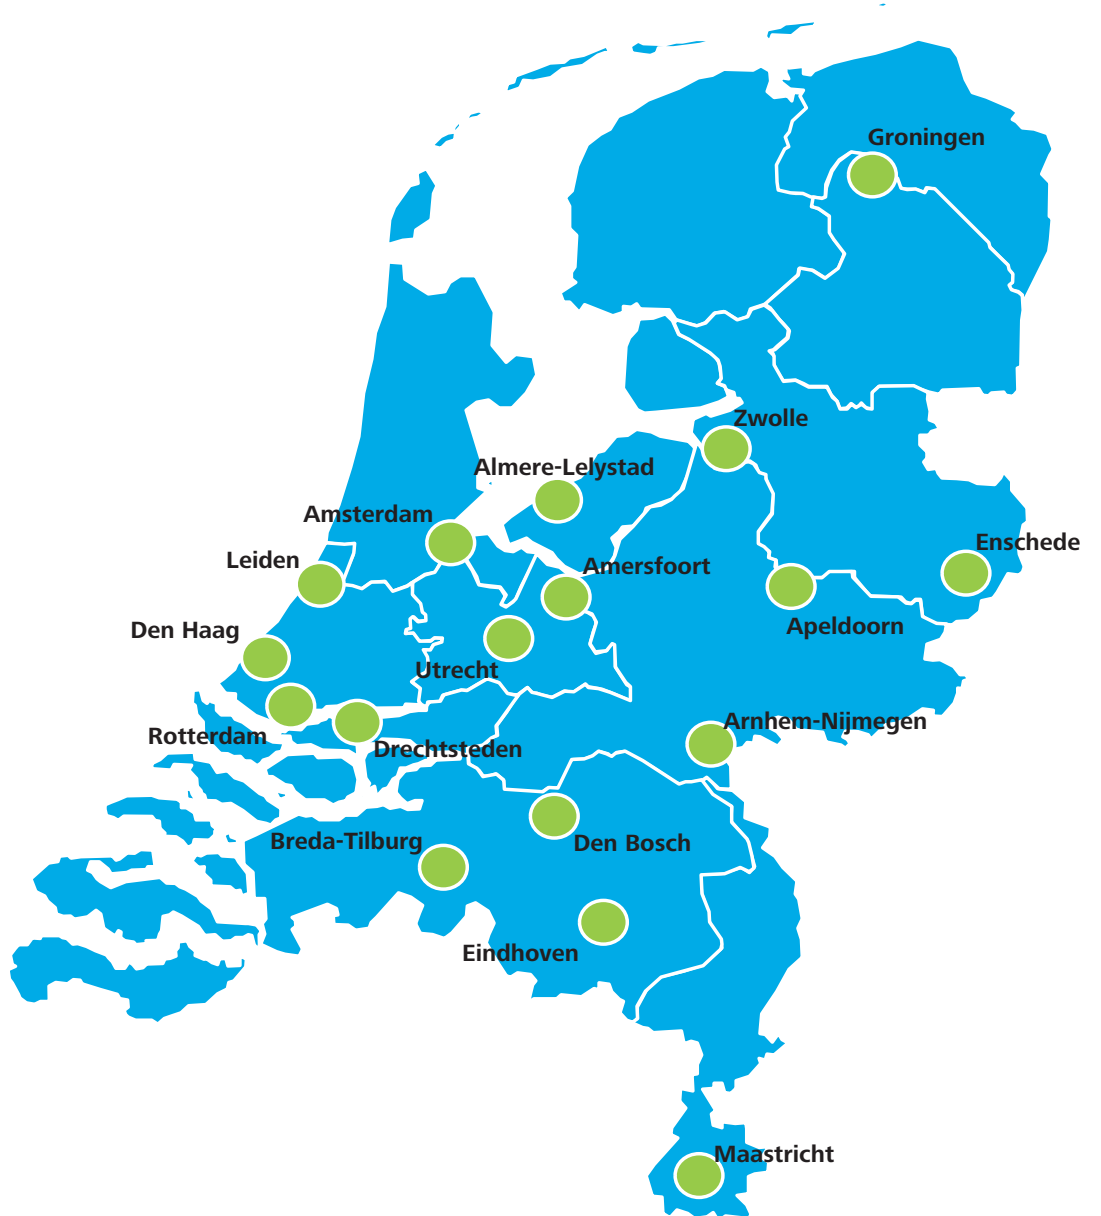 Groningen
Zwolle
Almere-Lelystad
Amsterdam
Enschede
Leiden
Amersfoort
Den Haag
Apeldoorn
Utrecht
Arnhem-Nijmegen
Rotterdam
Drechtsteden
Breda-Tilburg
Den Bosch
Eindhoven
Maastricht